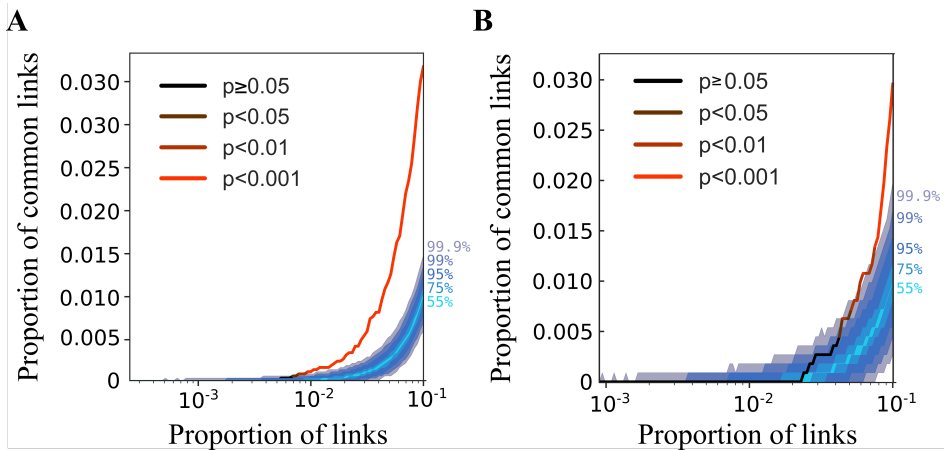 A
Proportion of common links
0.030
0.025
0.020
0.015
0.010
0.005
0
p≥0.05
p<0.05
p<0.01
p<0.001
99.9%
99%
95%
75%
55%
10-3
10-2
10-1
Proportion of links
B
Proportion of common links
0.030
0.025
0.020
0.015
0.010
0.005
0
p≥0.05
p<0.05
p<0.01
p<0.001
99.9%
99%
95%
75%
55%
10-3
10-2
10-1
Proportion of links